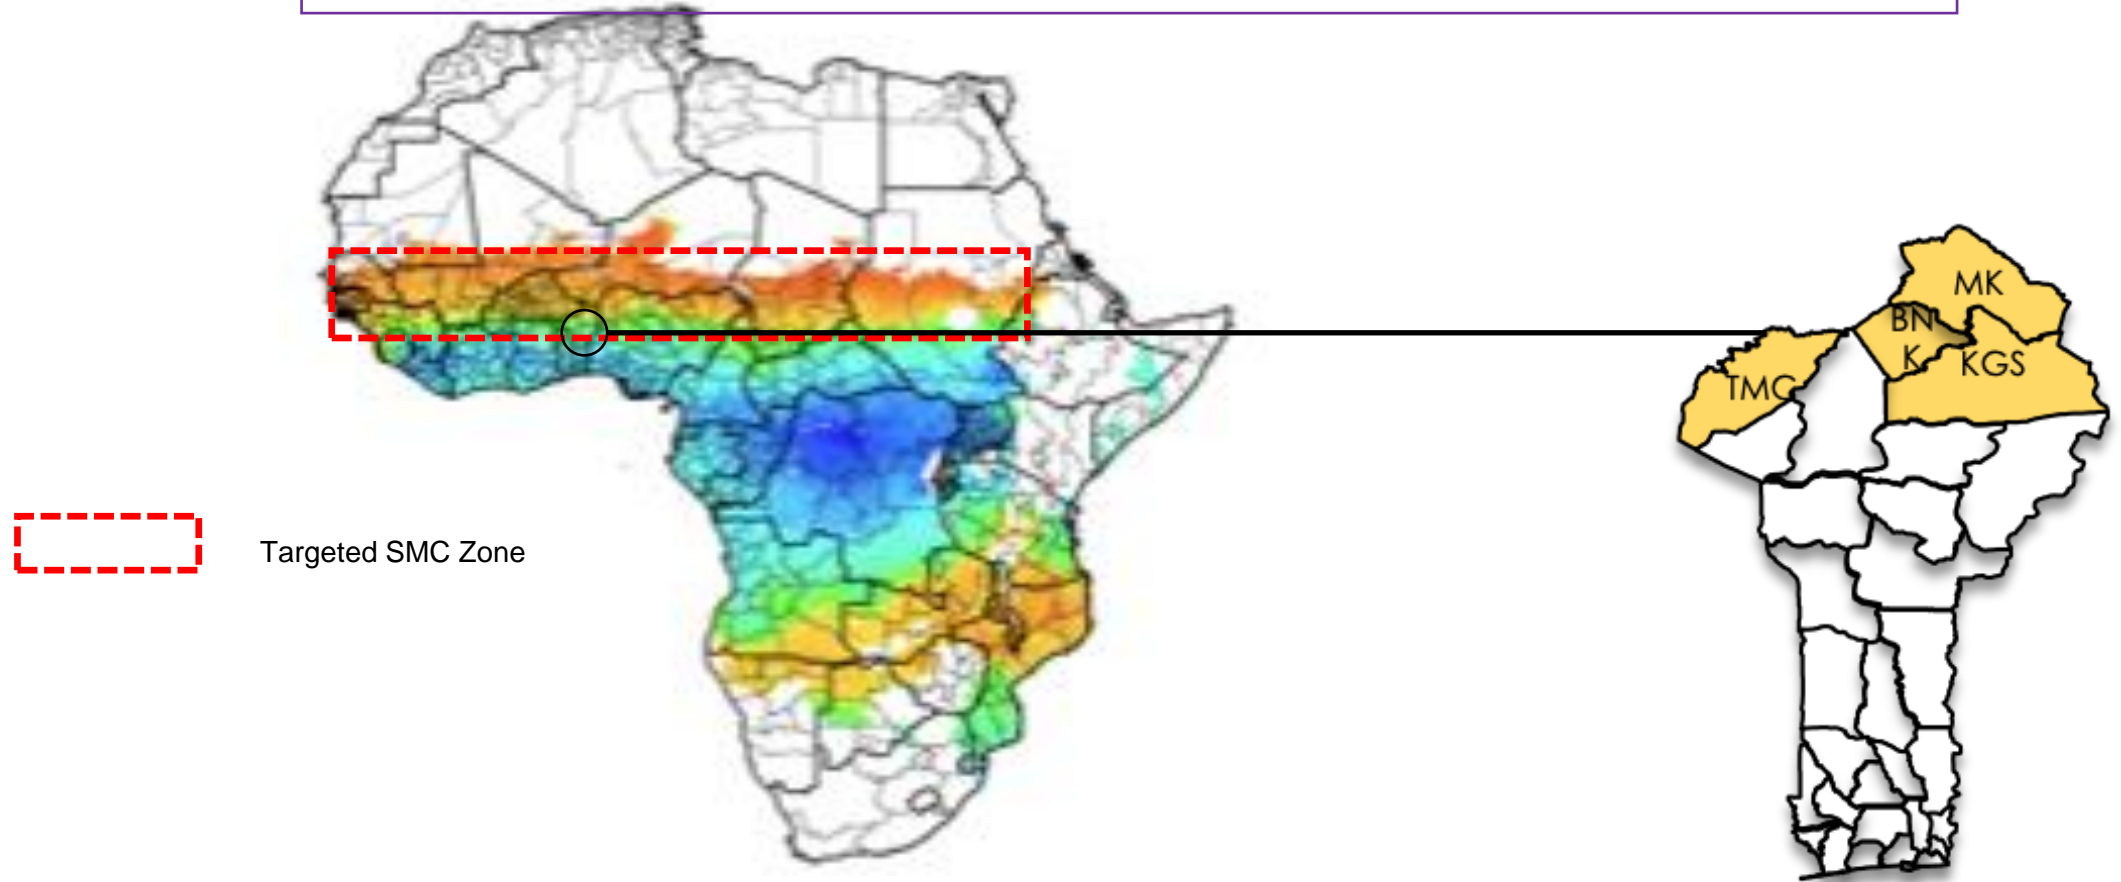 MK
BN
K
KGS
TMC
Targeted SMC Zone